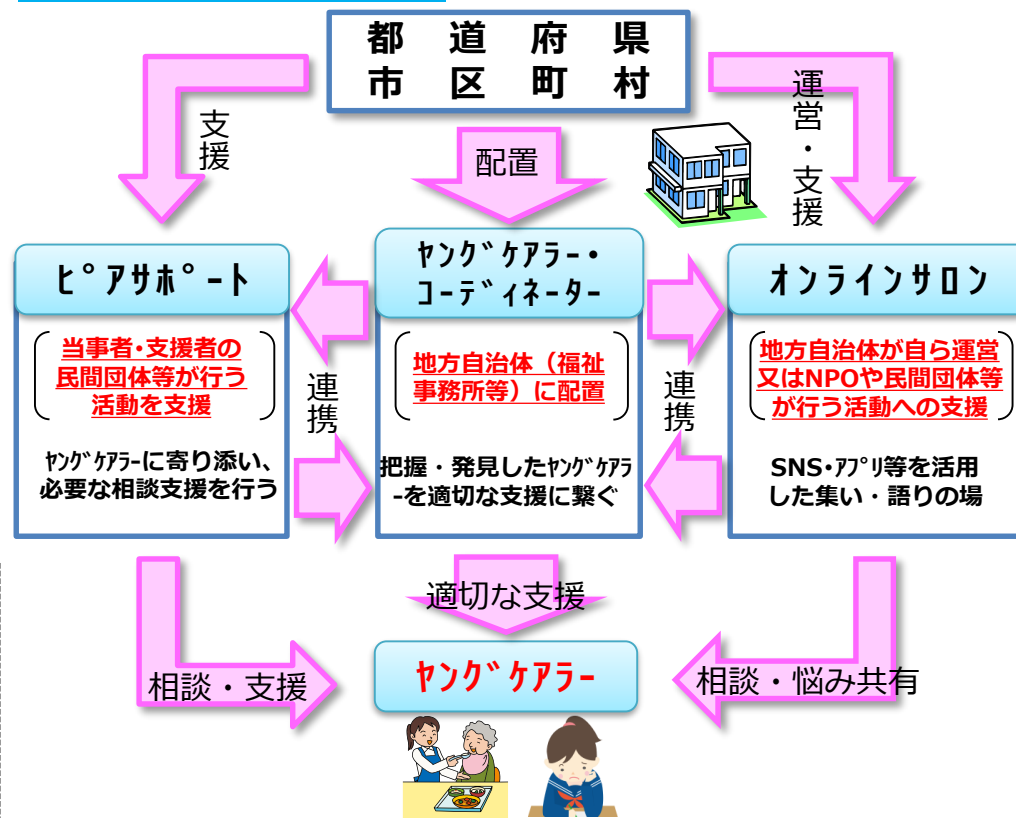 都道府県
市区町村
支援
配置
運営・支援
ﾋﾟｱｻﾎﾟｰﾄ
当事者・支援者の
民間団体等が行う
活動を支援
ﾔﾝｸﾞｹｱﾗｰに寄り添い、
必要な相談支援を行う
連携
ﾔﾝｸﾞｹｱﾗｰ・
ｺｰﾃﾞｨﾈｰﾀｰ
地方自治体（福祉
事務所等）に配置
把握・発見したﾔﾝｸﾞｹｱﾗ
ｰを適切な支援に繋ぐ
連携
オンラインサロン
地方自治体が自ら運営
又はNPOや民間団体等
が行う活動への支援
SNS・ｱﾌﾟﾘ等を活用
した集い・語りの場
相談・支援
適切な支援
相談・悩み共有
ﾔﾝｸﾞｹｱﾗｰ